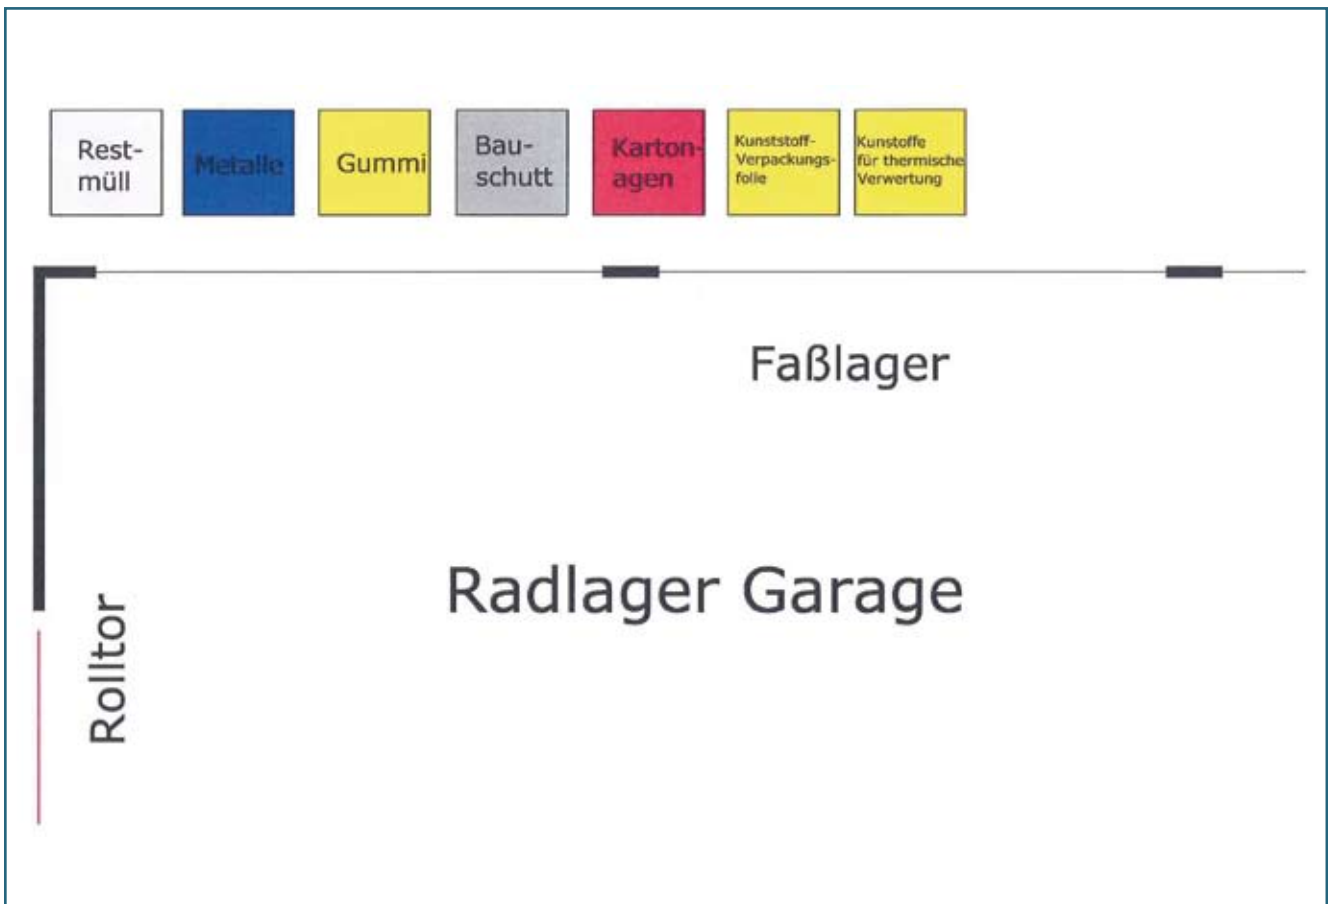 Rest-
müll
Metalle
Gummi
Bau-
schutt
Karton-
agen
Kunststoff-
Verpackungs-
folie
Kunstoffe
für thermische
Verwertung
Faßlager
Radlager Garage
Rolltor